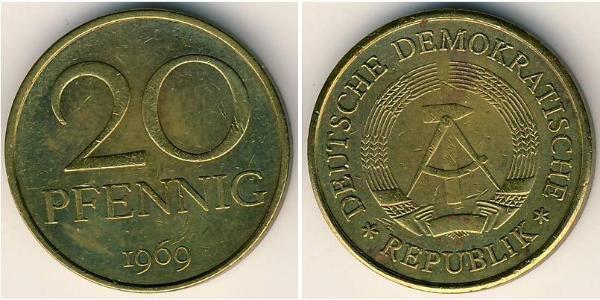 20
PFENNIG
1969
* DEUTSCHE DEMOKRATISCHE *
REPUBLIK